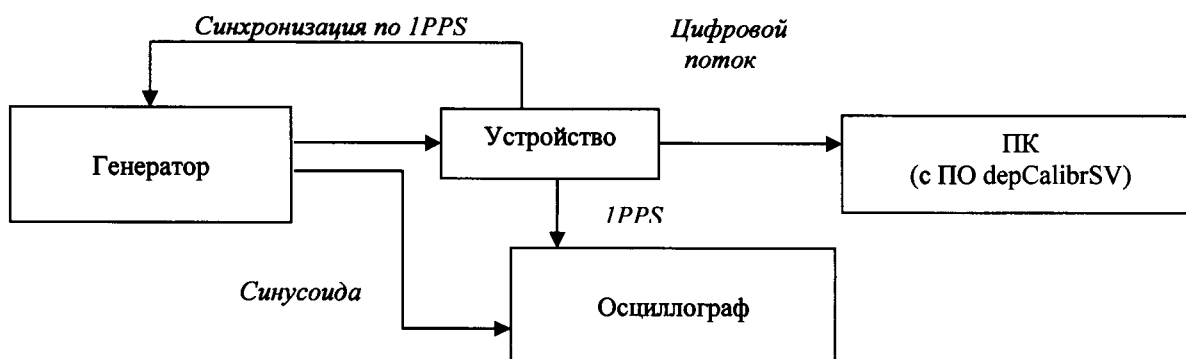 Синхронизация по 1PPS
Цифровой
поток
Генератор
Устройство
ПК
(с ПО depCalibrSV)
1PPS
Синусоида
Осциллограф